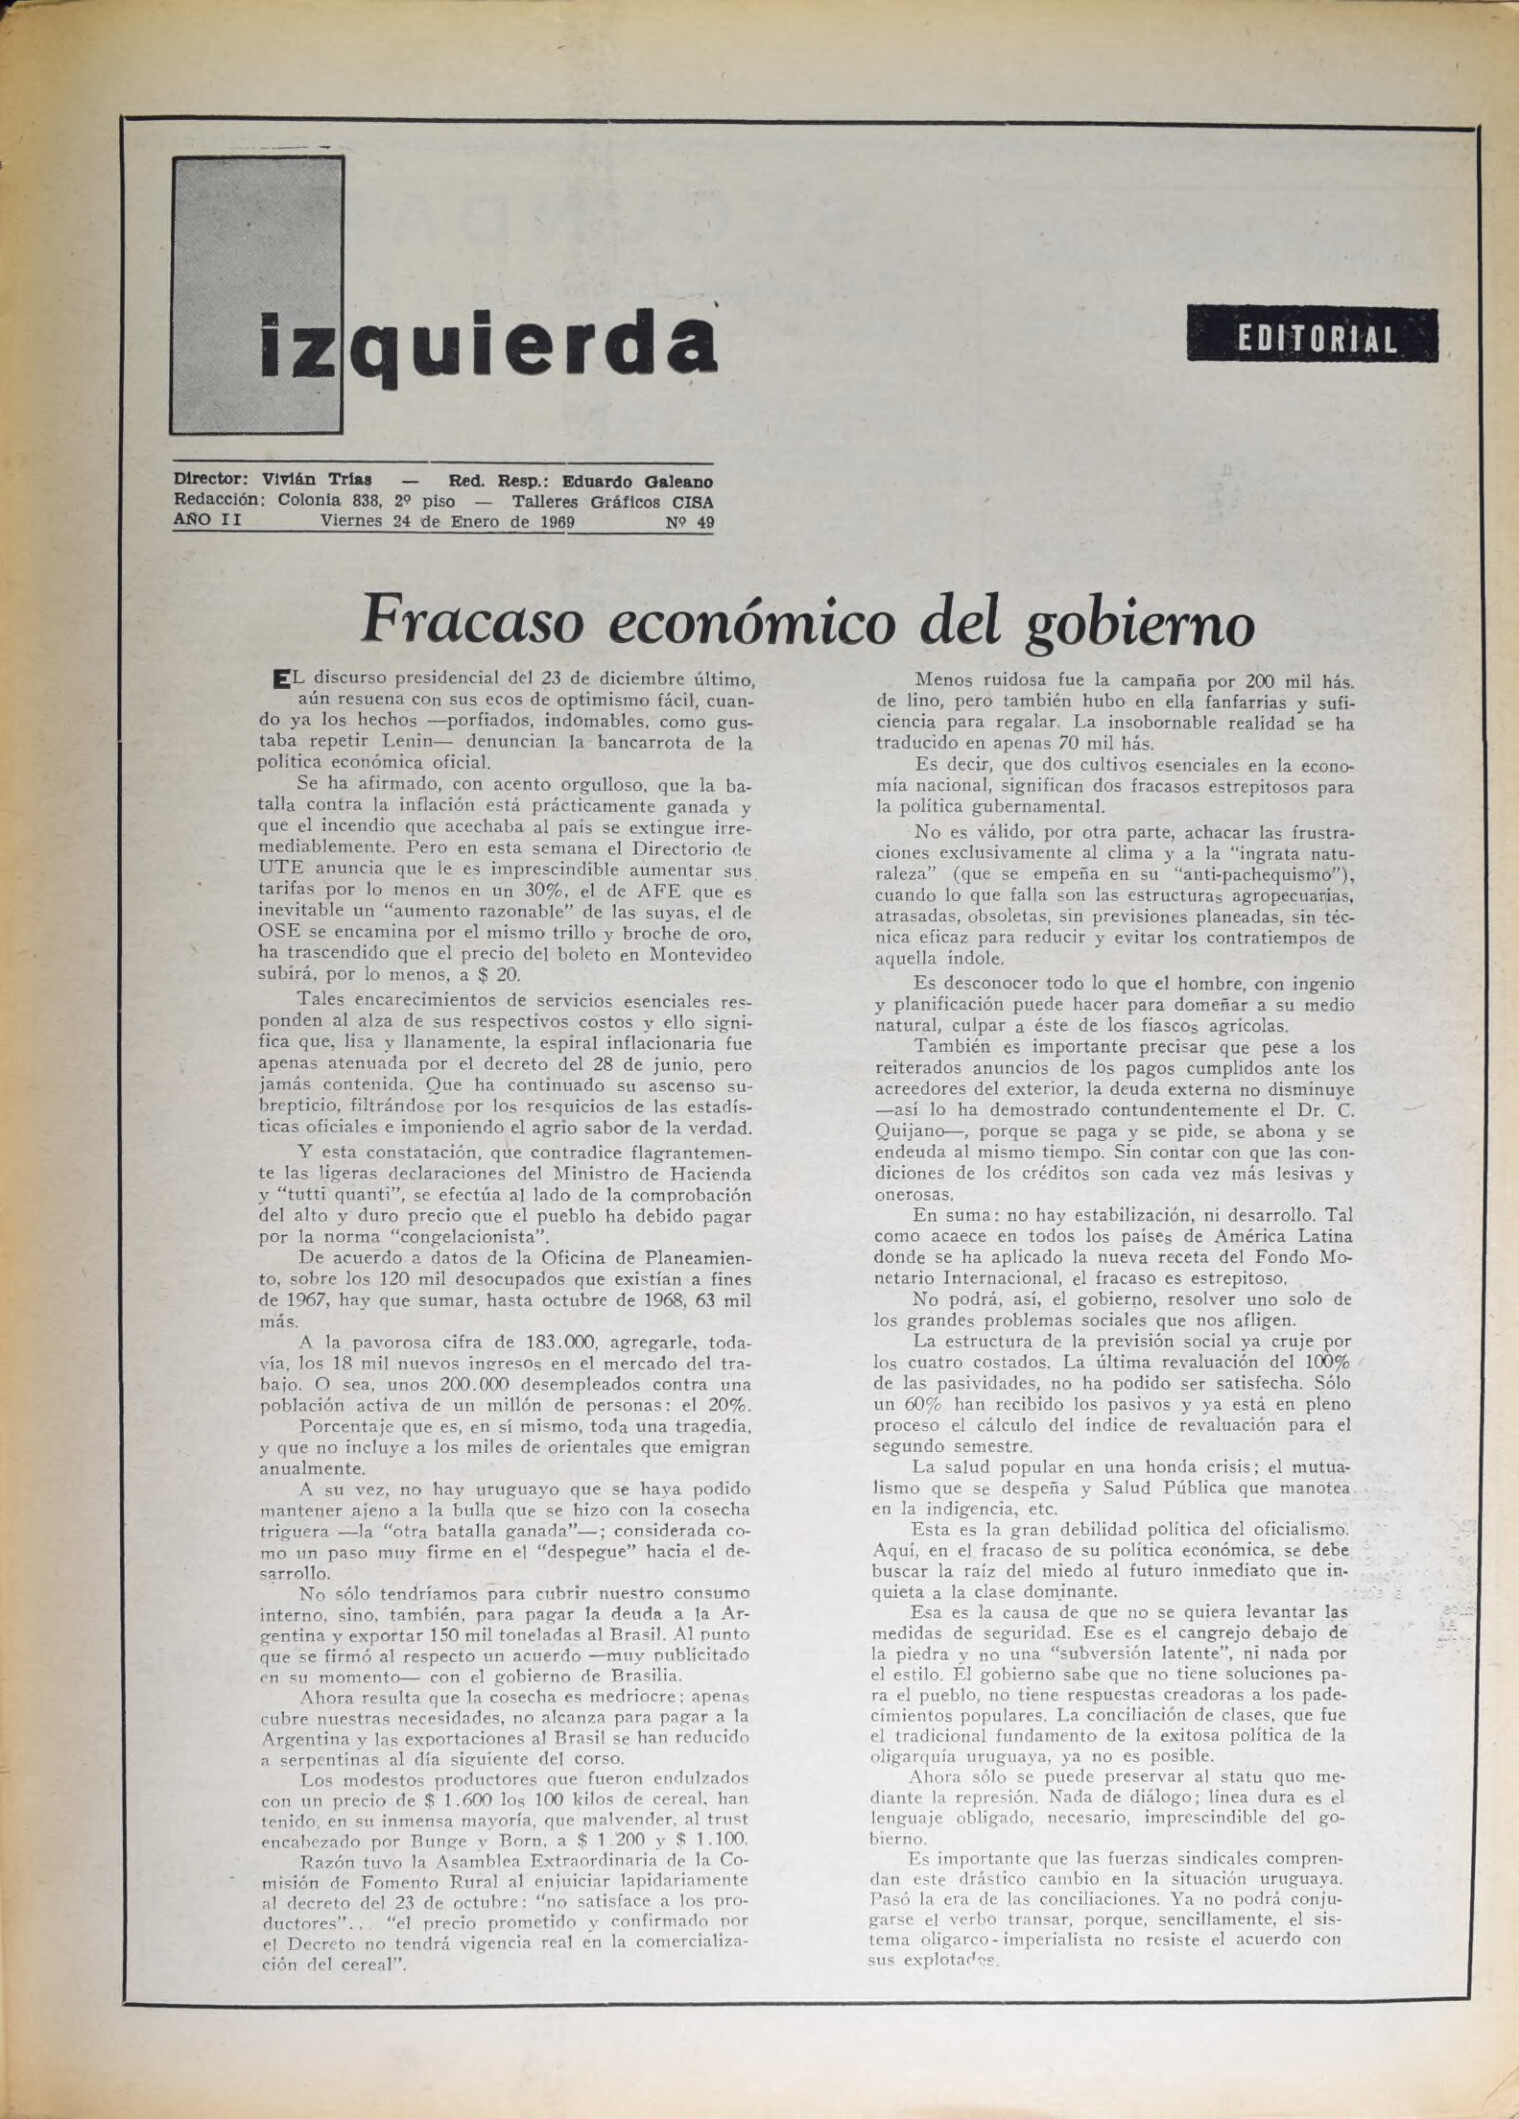 izquierda
EDITORIAL
Director: Vivián Trías — Red. Resp.: Eduardo Galeano
Redacción: Colonia 838, 2º piso — Talleres Gráficos CISA
AÑO II Viernes 24 de Enero de 1969 Nº 49
Fracaso económico del gobierno
EL discurso presidencial del 23 de diciembre último,
aún resuena con sus ecos de optimismo fácil, cuan-
do ya los hechos —porfiados, indomables, como gus-
taba repetir Lenin— denuncian la bancarrota de la
política económica oficial.
Se ha afirmado, con acento orgulloso, que la ba-
talla contra la inflación está prácticamente ganada y
que el incendio que acechaba al país se extingue irre-
mediablemente. Pero en esta semana el Directorio de
UTE anuncia que le es imprescindible aumentar sus
tarifas por lo menos en un 30%, el de AFE que es
inevitable un "aumento razonable" de las suyas, el de
OSE se encamina por el mismo trillo y broche de oro,
ha trascendido que el precio del boleto en Montevideo
subirá, por lo menos, a $ 20.
Tales encarecimientos de servicios esenciales res-
ponden al alza de sus respectivos costos y ello signi-
fica que, lisa y llanamente, la espiral inflacionaria fue
apenas atenuada por el decreto del 28 de junio, pero
jamás contenida. Que ha continuado su ascenso su-
brepticio, filtrándose por los resquicios de las estadís-
ticas oficiales e imponiendo el agrio sabor de la verdad.
Y esta constatación, que contradice flagrantemen-
te las ligeras declaraciones del Ministro de Hacienda
y "tutti quanti", se efectúa al lado de la comprobación
del alto y duro precio que el pueblo ha debido pagar
por la norma "congelacionista".
De acuerdo a datos de la Oficina de Planeamien-
to, sobre los 120 mil desocupados que existían a fines
de 1967, hay que sumar, hasta octubre de 1968, 63 mil
más.
A la pavorosa cifra de 183.000, agregarle, toda-
vía, los 18 mil nuevos ingresos en el mercado del tra-
bajo. O sea, unos 200.000 desempleados contra una
población activa de un millón de personas: el 20%.
Porcentaje que es, en sí mismo, toda una tragedia,
y que no incluye a los miles de orientales que emigran
anualmente.
A su vez, no hay uruguayo que se haya podido
mantener ajeno a la bulla que se hizo con la cosecha
triguera —la "otra batalla ganada"—; considerada co-
mo un paso muy firme en el "despegue" hacia el de-
sarrollo.
No sólo tendríamos para cubrir nuestro consumo
interno, sino, también, para pagar la deuda a la Ar-
gentina y exportar 150 mil toneladas al Brasil. Al punto
que se firmó al respecto un acuerdo —muy publicitado
en su momento— con el gobierno de Brasilia.
Ahora resulta que la cosecha es medriocre; apenas
cubre nuestras necesidades, no alcanza para pagar a la
Argentina y las exportaciones al Brasil se han reducido
a serpentinas al día siguiente del corso.
Los modestos productores que fueron endulzados
con un precio de $ 1.600 los 100 kilos de cereal, han
tenido, en su inmensa mayoría, que malvender, al trust
encabezado por Bunge y Born, a $ 1.200 y $ 1.100.
Razón tuvo la Asamblea Extraordinaria de la Co-
misión de Fomento Rural al enjuiciar lapidariamente
al decreto del 23 de octubre: "no satisface a los pro-
ductores".. "el precio prometido y confirmado por
el Decreto no tendrá vigencia real en la comercializa-
ción del cereal".
Menos ruidosa fue la campaña por 200 mil hás.
de lino, pero también hubo en ella fanfarrias y sufi-
ciencia para regalar. La insobornable realidad se ha
traducido en apenas 70 mil hás.
Es decir, que dos cultivos esenciales en la econo-
mía nacional, significan dos fracasos estrepitosos para
la política gubernamental.
No es válido, por otra parte, achacar las frustra-
ciones exclusivamente al clima y a la "ingrata natu-
raleza" (que se empeña en su "anti-pachequismo"),
cuando lo que falla son las estructuras agropecuarias,
atrasadas, obsoletas, sin previsiones planeadas, sin téc-
nica eficaz para reducir y evitar los contratiempos de
aquella índole.
Es desconocer todo lo que el hombre, con ingenio
y planificación puede hacer para domeñar a su medio
natural, culpar a éste de los fiascos agrícolas.
También es importante precisar que pese a los
reiterados anuncios de los pagos cumplidos ante los
acreedores del exterior, la deuda externa no disminuye
—así lo ha demostrado contundentemente el Dr. C.
Quijano—, porque se paga y se pide, se abona y se
endeuda al mismo tiempo. Sin contar con que las con-
diciones de los créditos son cada vez más lesivas y
onerosas.
En suma: no hay estabilización, ni desarrollo. Tal
como acaece en todos los países de América Latina
donde se ha aplicado la nueva receta del Fondo Mo-
netario Internacional, el fracaso es estrepitoso.
No podrá, así, el gobierno, resolver uno solo de
los grandes problemas sociales que nos afligen.
La estructura de la previsión social ya cruje por
los cuatro costados. La última revaluación del 100%
de las pasividades, no ha podido ser satisfecha. Sólo
un 60% han recibido los pasivos y ya está en pleno
proceso el cálculo del índice de revaluación para el
segundo semestre.
La salud popular en una honda crisis; el mutua-
lismo que se despeña y Salud Pública que manotea
en la indigencia, etc.
Esta es la gran debilidad política del oficialismo.
Aquí, en el fracaso de su política económica, se debe
buscar la raíz del miedo al futuro inmediato que in-
quieta a la clase dominante.
Esa es la causa de que no se quiera levantar las
medidas de seguridad. Ese es el cangrejo debajo de
la piedra y no una "subversión latente", ni nada por
el estilo. El gobierno sabe que no tiene soluciones pa-
ra el pueblo, no tiene respuestas creadoras a los pade-
cimientos populares. La conciliación de clases, que fue
el tradicional fundamento de la exitosa política de la
oligarquía uruguaya, ya no es posible.
Ahora sólo se puede preservar al statu quo me-
diante la represión. Nada de diálogo; línea dura es el
lenguaje obligado, necesario, imprescindible del go-
bierno.
Es importante que las fuerzas sindicales compren-
dan este drástico cambio en la situación uruguaya.
Pasó la era de las conciliaciones. Ya no podrá conju-
garse el verbo transar, porque, sencillamente, el sis-
tema oligarco-imperialista no resiste el acuerdo con
sus explotados.